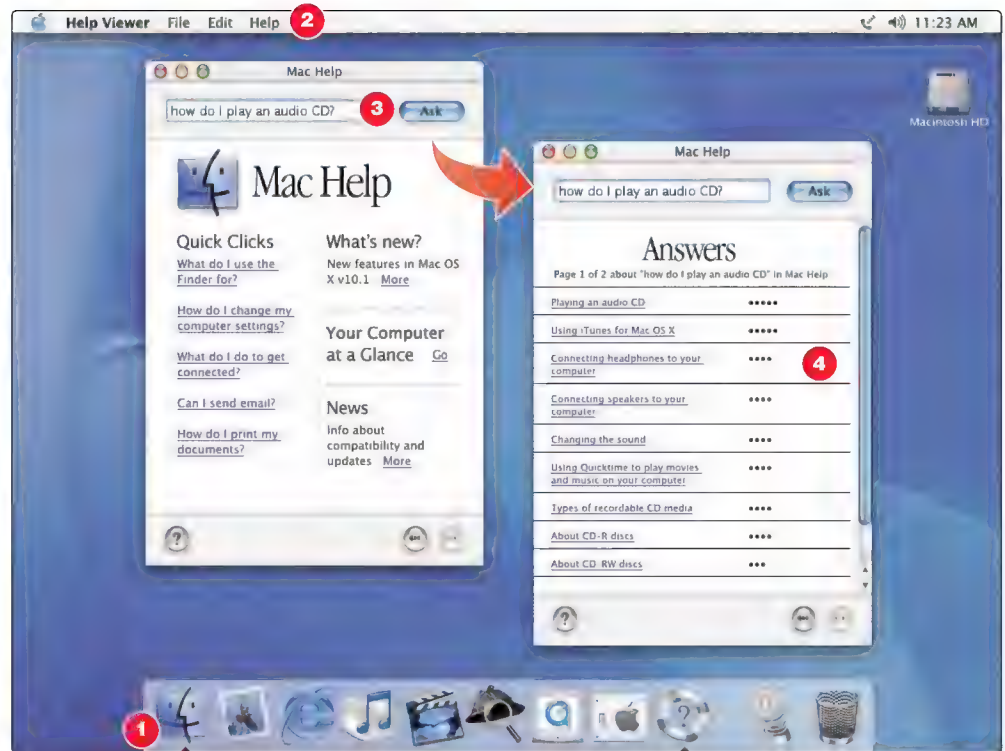 Help Viewer File Edit Help 2 11:23 AM
Mac Help
how do I play an audio CD? 3 Ask
Macintosh HD
Mac Help
Quick Clicks
What do I use the
Finder for?
How do I change my
computer settings?
What do I do to get
connected?
Can I send email?
How do I print my
documents?
What's new?
New features in Mac OS
X v10.1 More
Your Computer
at a Glance Go
News
Info about
compatibility and
updates More
?
Mac Help
how do I play an audio CD? Ask
Answers
Page 1 of 2 about "how do I play an audio CD" in Mac Help
Playing an audio CD •••••
Using iTunes for Mac OS X •••••
Connecting headphones to your ••••
computer
4
Connecting speakers to your ••••
computer
Changing the sound ••••
Using Quicktime to play movies ••••
and music on your computer
Types of recordable CD media ••••
About CD-R discs •••
About CD-RW discs •••
?
1
?